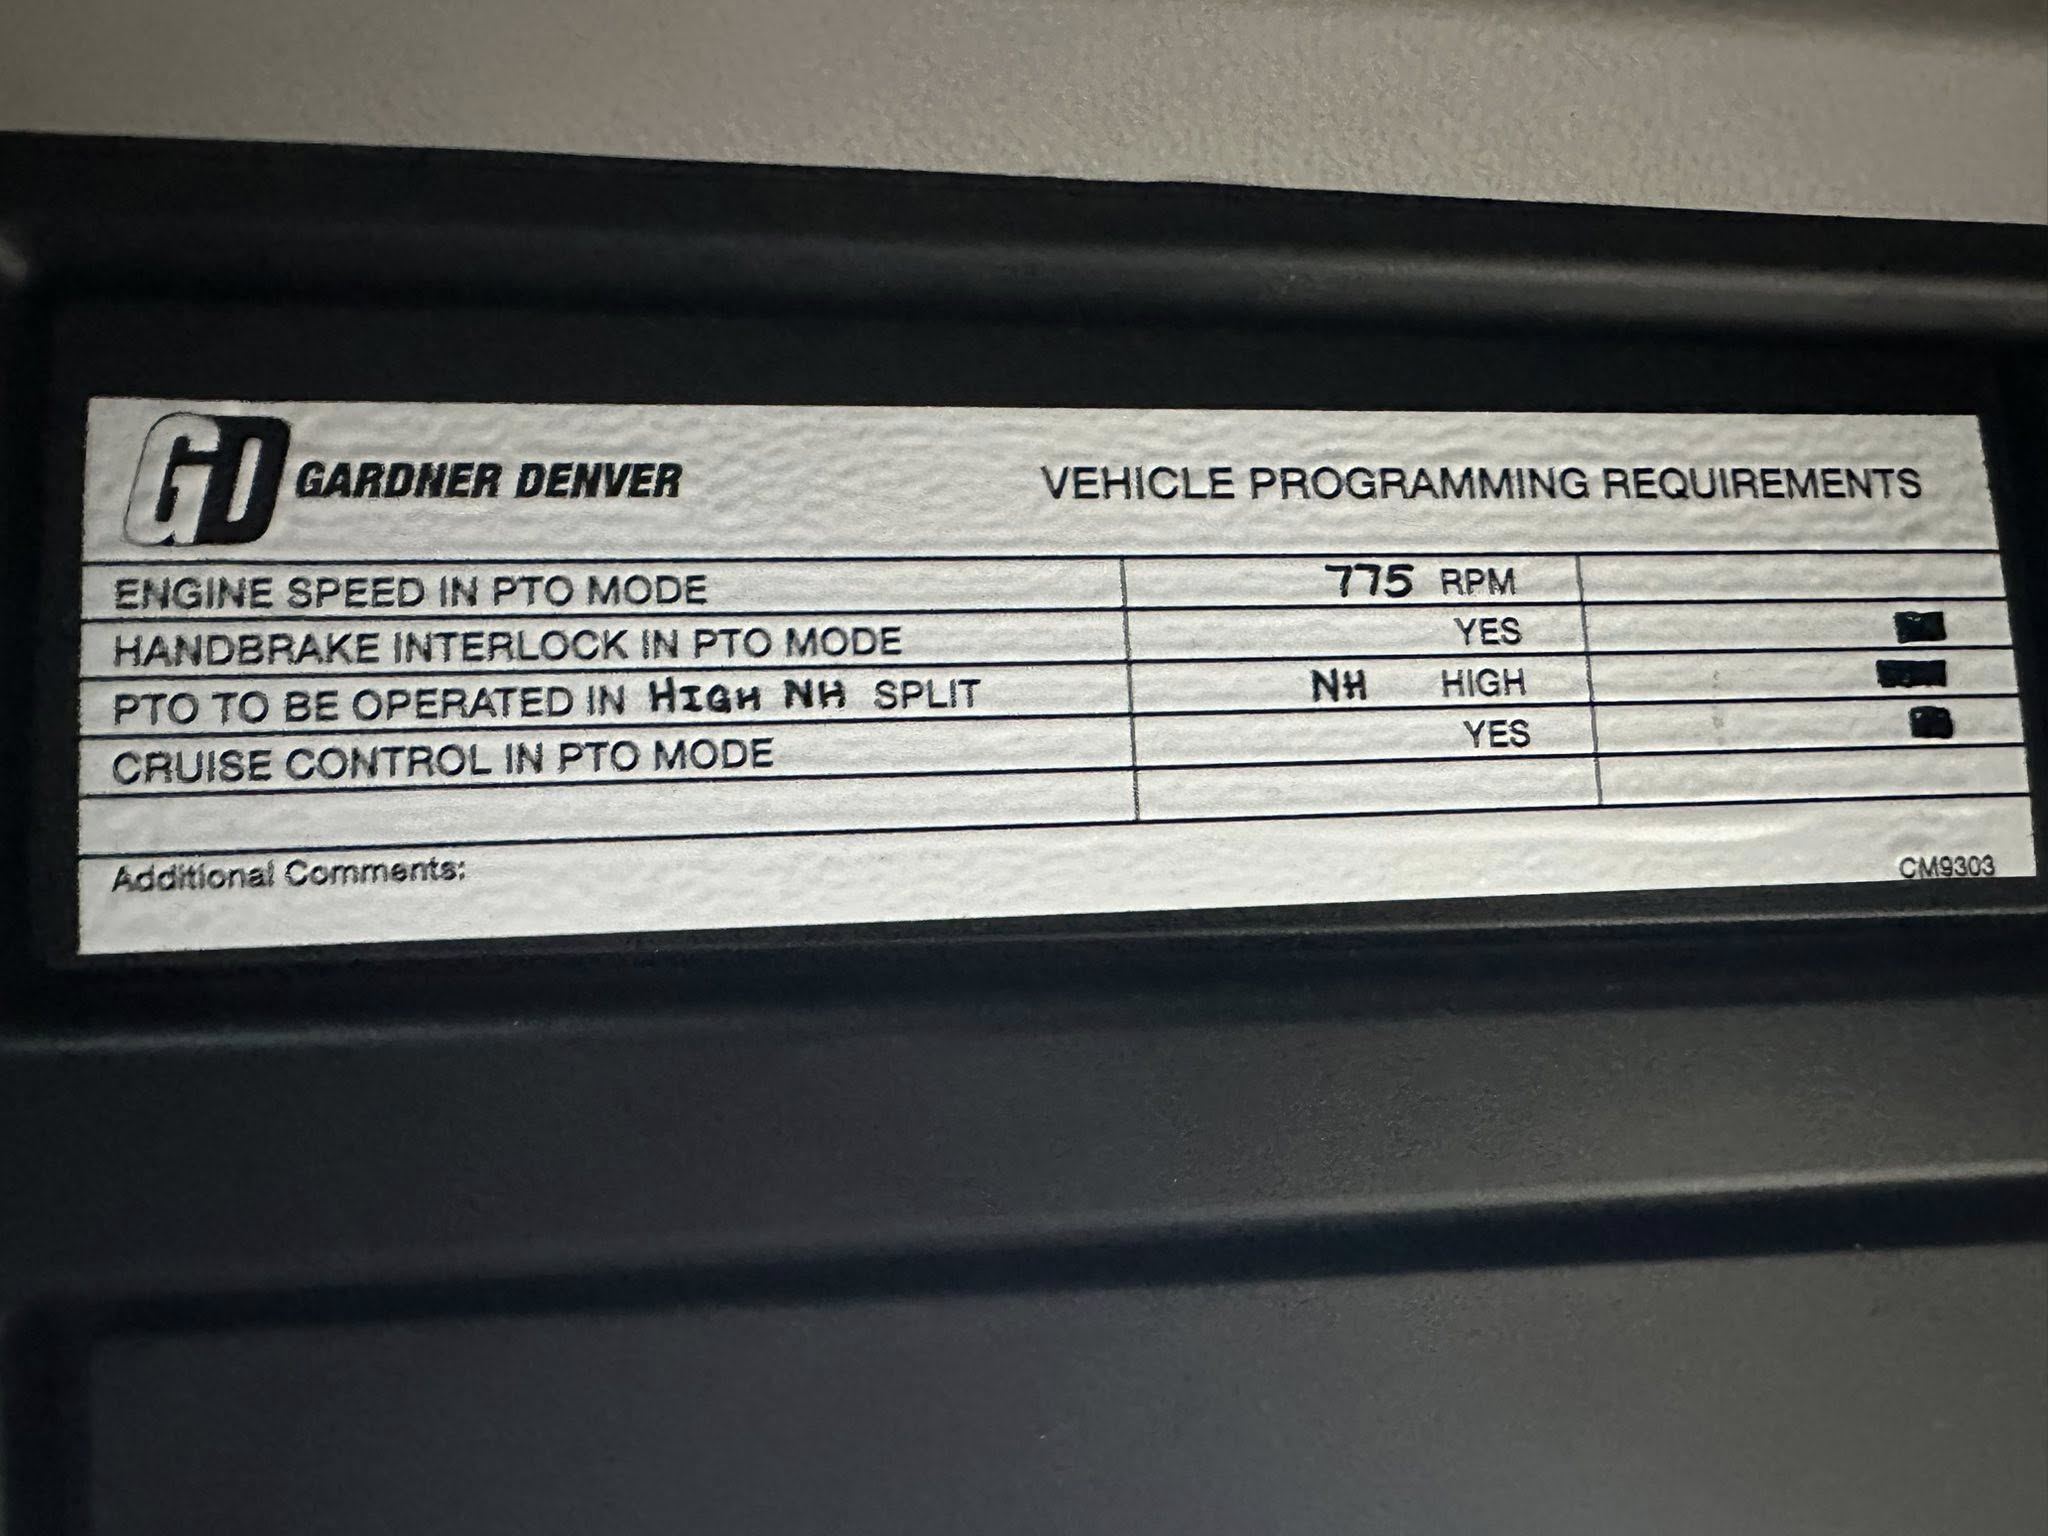 GD GARDNER DENVER VEHICLE PROGRAMMING REQUIREMENTS
ENGINE SPEED IN PTO MODE 775 RPM
HANDBRAKE INTERLOCK IN PTO MODE YES
PTO TO BE OPERATED IN HIGH NH SPLIT NH HIGH
CRUISE CONTROL IN PTO MODE YES
Additional Comments:
CM9303